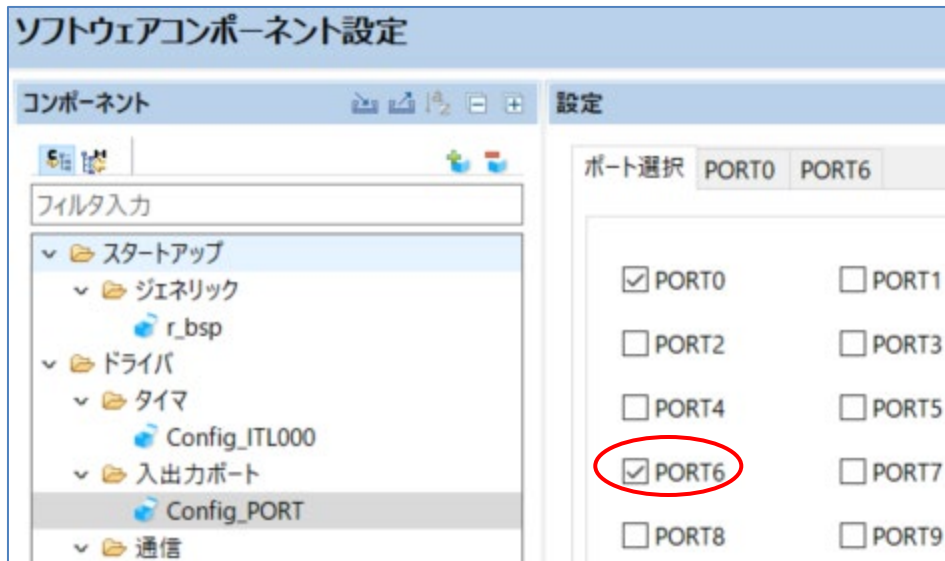 ソフトウェアコンポーネント設定
コンポーネント
フィルタ入力
スタートアップ
ジェネリック
r_bsp
ドライバ
タイマ
Config_ITL000
入出力ポート
Config_PORT
通信
設定
ポート選択 PORT0 PORT6
PORT0 PORT1
PORT2 PORT3
PORT4 PORT5
PORT6 PORT7
PORT8 PORT9